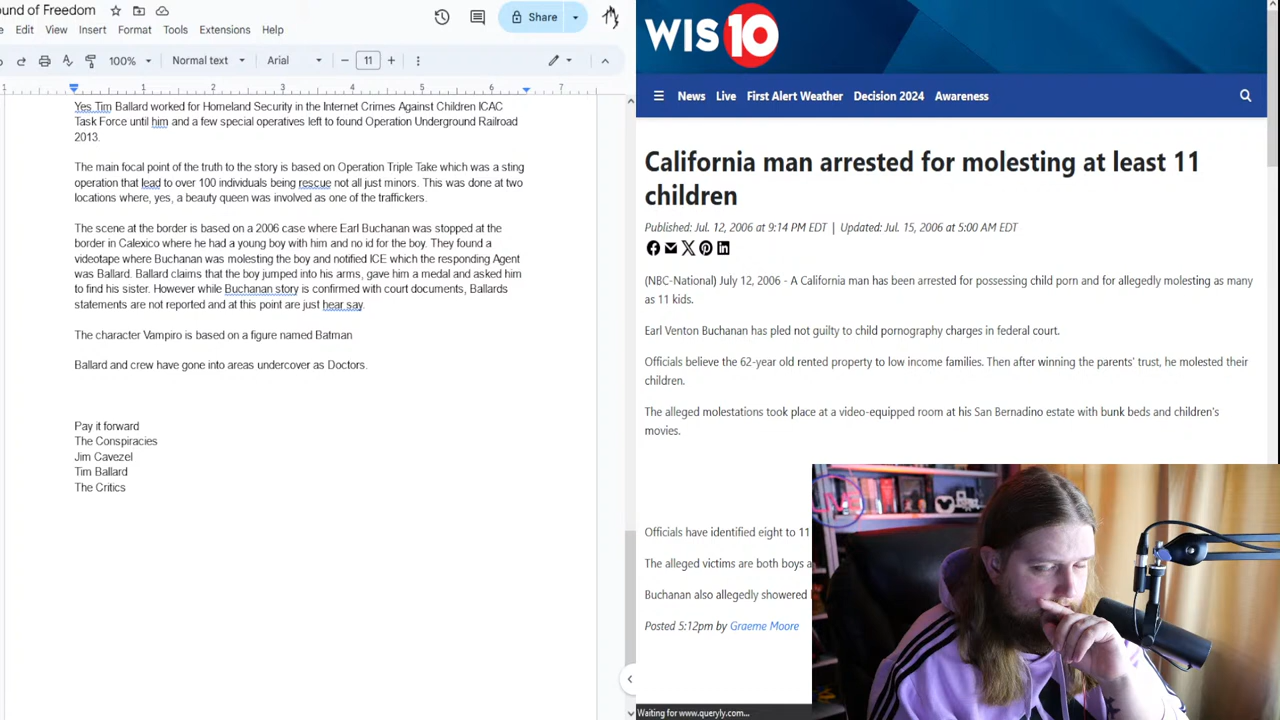 ound of Freedom
Share
Edit View Insert Format Tools Extensions Help
100% Normal text Arial 11
1 1 2 3 4 5 6 7
Yes Tim Ballard worked for Homeland Security in the Internet Crimes Against Children ICAC
Task Force until him and a few special operatives left to found Operation Underground Railroad
2013.
The main focal point of the truth to the story is based on Operation Triple Take which was a sting
operation that lead to over 100 individuals being rescue not all just minors. This was done at two
locations where, yes, a beauty queen was involved as one of the traffickers.
The scene at the border is based on a 2006 case where Earl Buchanan was stopped at the
border in Calexico where he had a young boy with him and no id for the boy. They found a
videotape where Buchanan was molesting the boy and notified ICE which the responding Agent
was Ballard. Ballard claims that the boy jumped into his arms, gave him a medal and asked him
to find his sister. However while Buchanan story is confirmed with court documents, Ballards
statements are not reported and at this point are just hear say.
The character Vampiro is based on a figure named Batman
Ballard and crew have gone into areas undercover as Doctors.
Pay it forward
The Conspiracies
Jim Cavezel
Tim Ballard
The Critics
WIS 10
News Live First Alert Weather Decision 2024 Awareness
California man arrested for molesting at least 11
children
Published: Jul. 12, 2006 at 9:14 PM EDT | Updated: Jul. 15, 2006 at 5:00 AM EDT
(NBC-National) July 12, 2006 - A California man has been arrested for possessing child porn and for allegedly molesting as many
as 11 kids.
Earl Venton Buchanan has pled not guilty to child pornography charges in federal court.
Officials believe the 62-year old rented property to low income families. Then after winning the parents' trust, he molested their
children.
The alleged molestations took place at a video-equipped room at his San Bernadino estate with bunk beds and children's
movies.
Officials have identified eight to 11
The alleged victims are both boys a
Buchanan also allegedly showered
Posted 5:12pm by Graeme Moore
Waiting for www.queryly.com...
LIVE